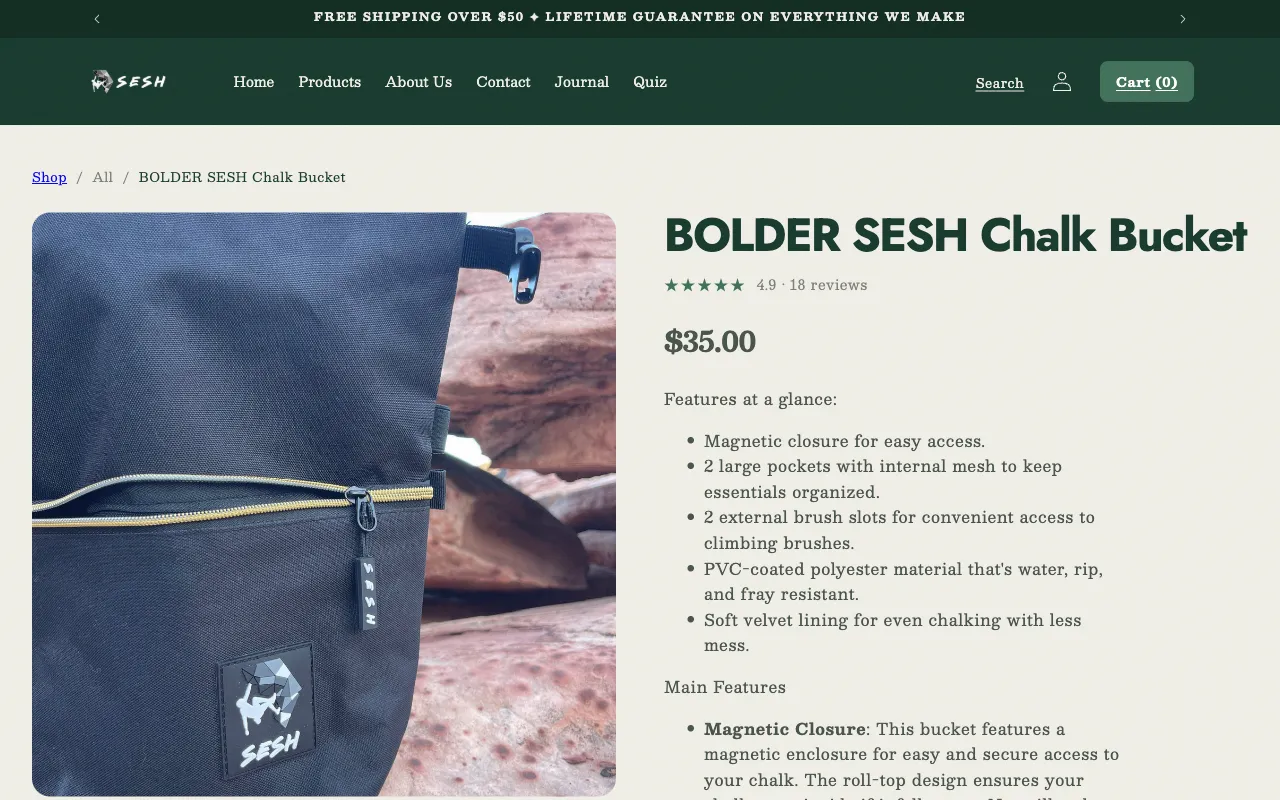 FREE SHIPPING OVER $50 ✦ LIFETIME GUARANTEE ON EVERYTHING WE MAKE
SESH
Home
Products
About Us
Contact
Journal
Quiz
Search
Cart (0)
Shop / All / BOLDER SESH Chalk Bucket
SESH
SESH
BOLDER SESH Chalk Bucket
★★★★★ 4.9 · 18 reviews
$35.00
Features at a glance:
Magnetic closure for easy access.
2 large pockets with internal mesh to keep
essentials organized.
2 external brush slots for convenient access to
climbing brushes.
PVC-coated polyester material that's water, rip,
and fray resistant.
Soft velvet lining for even chalking with less
mess.
Main Features
Magnetic Closure: This bucket features a
magnetic enclosure for easy and secure access to
your chalk. The roll-top design ensures your